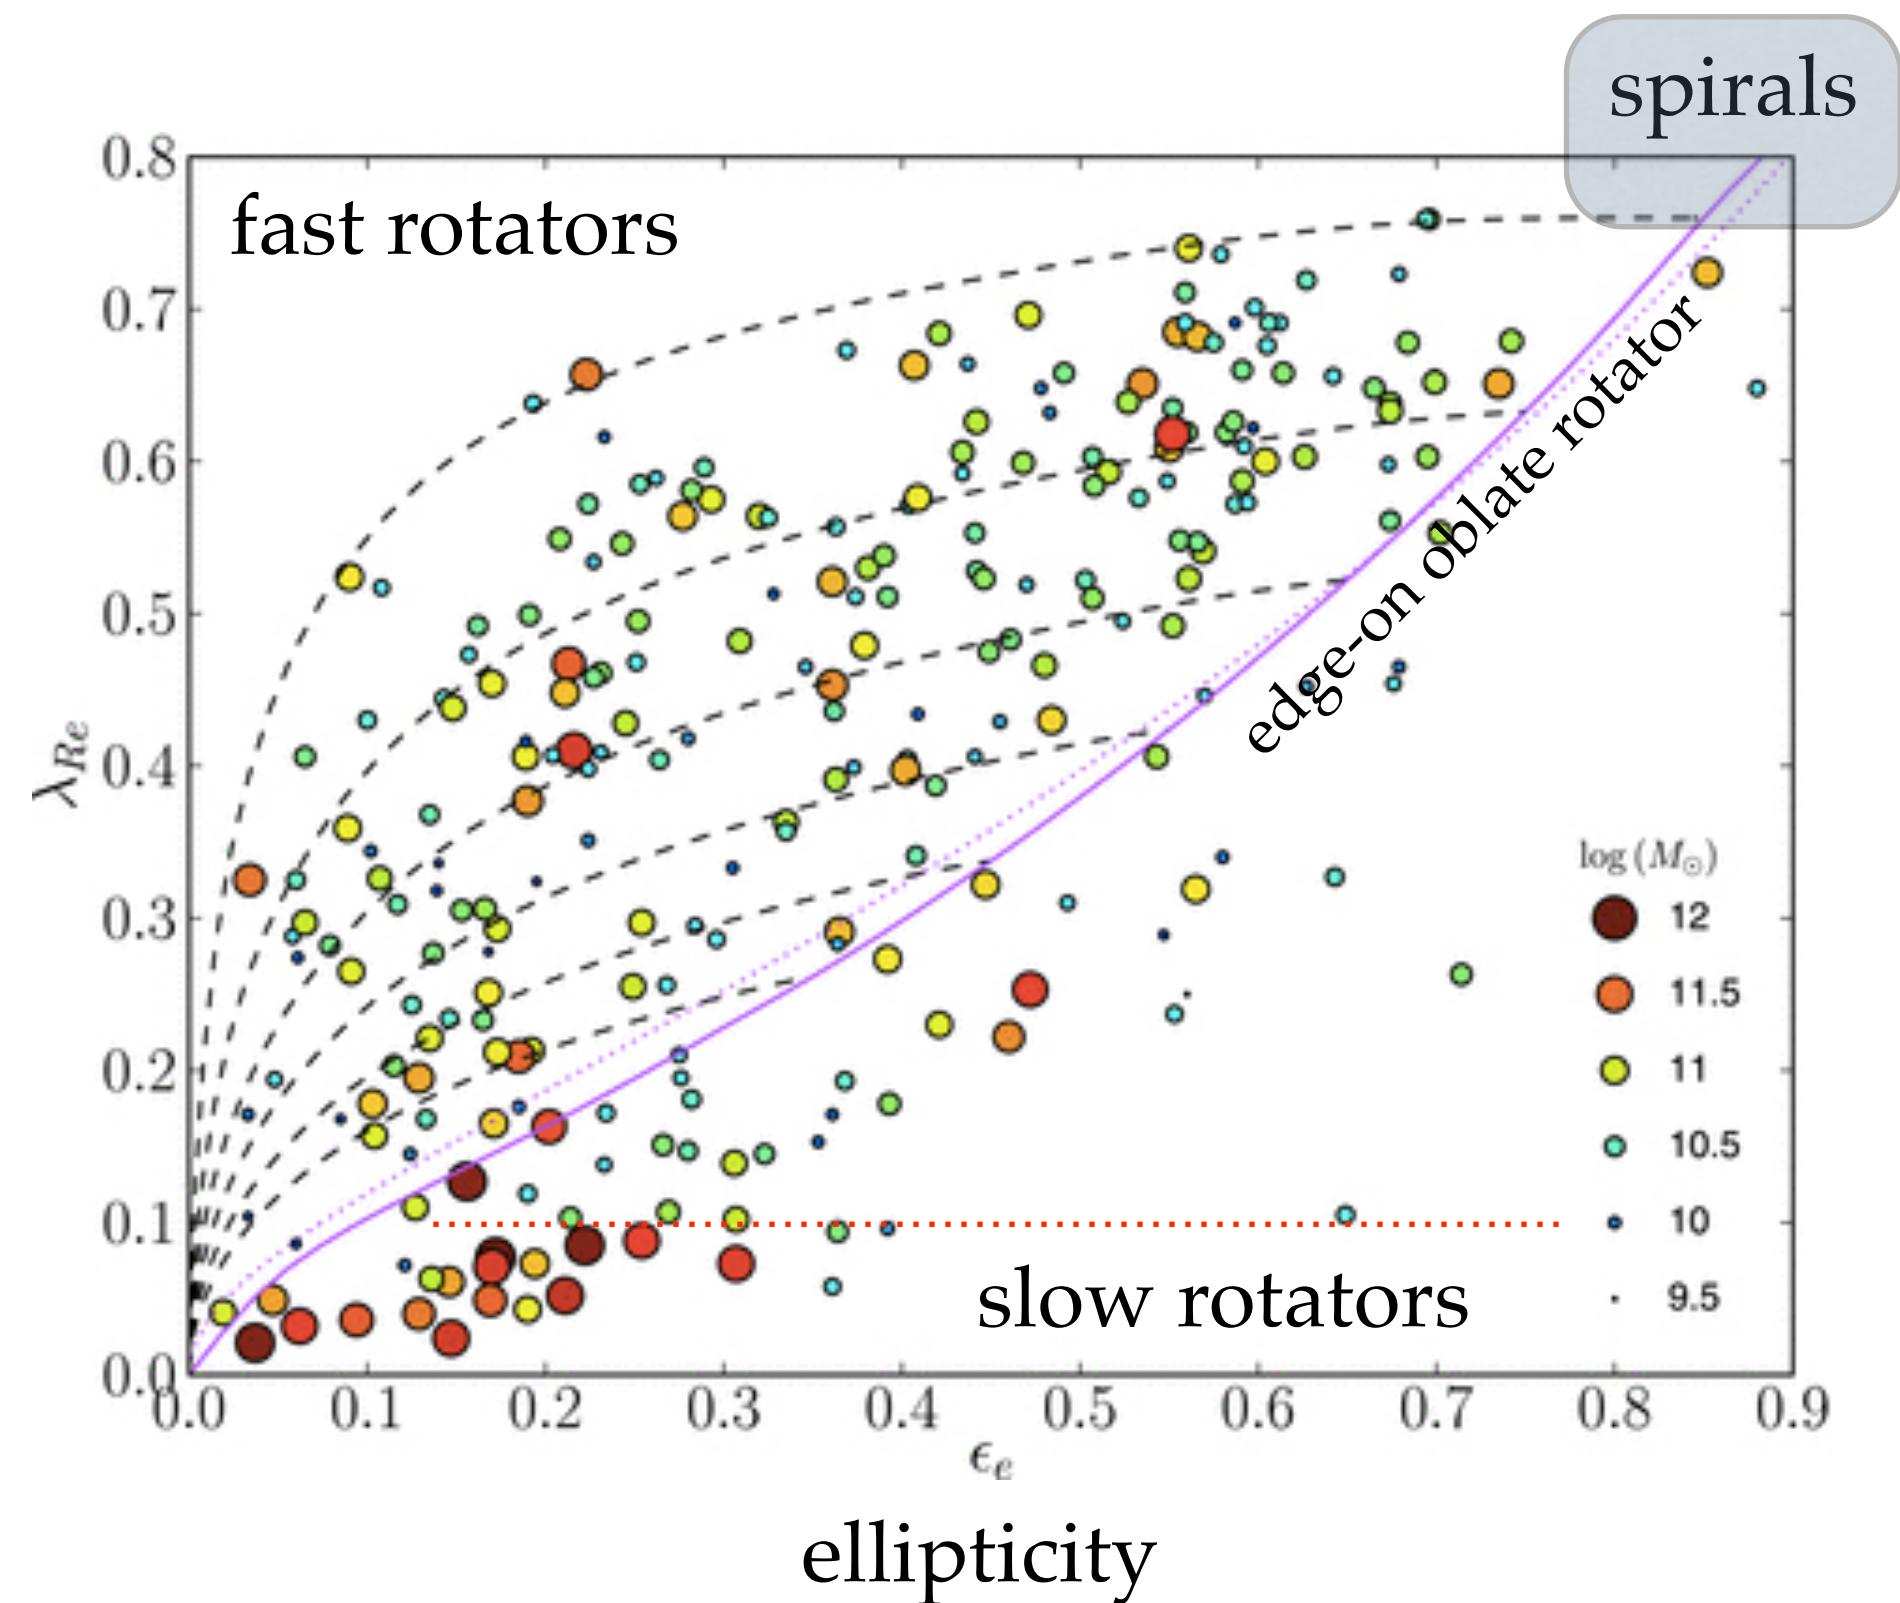 spirals
fast rotators
0.8
0.7
0.6
0.5
0.4
0.3
0.2
0.1
0.0
λRe
edge-on oblate rotator
log (M⊙)
12
11.5
11
10.5
10
9.5
slow rotators
0.0 0.1 0.2 0.3 0.4 0.5 0.6 0.7 0.8 0.9
ϵe
ellipticity